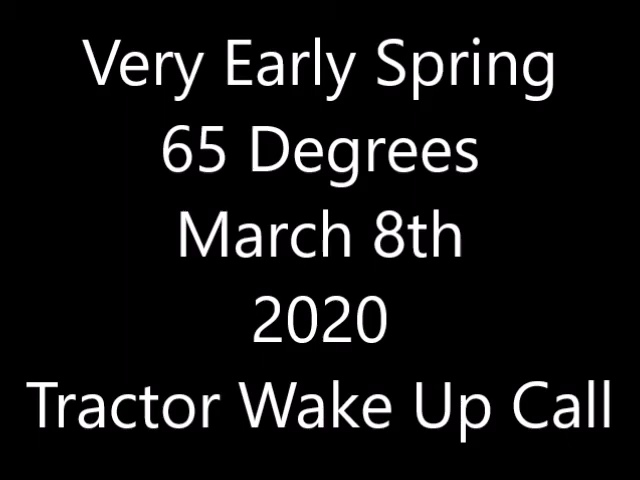 Very Early Spring
65 Degrees
March 8th
2020
Tractor Wake Up Call